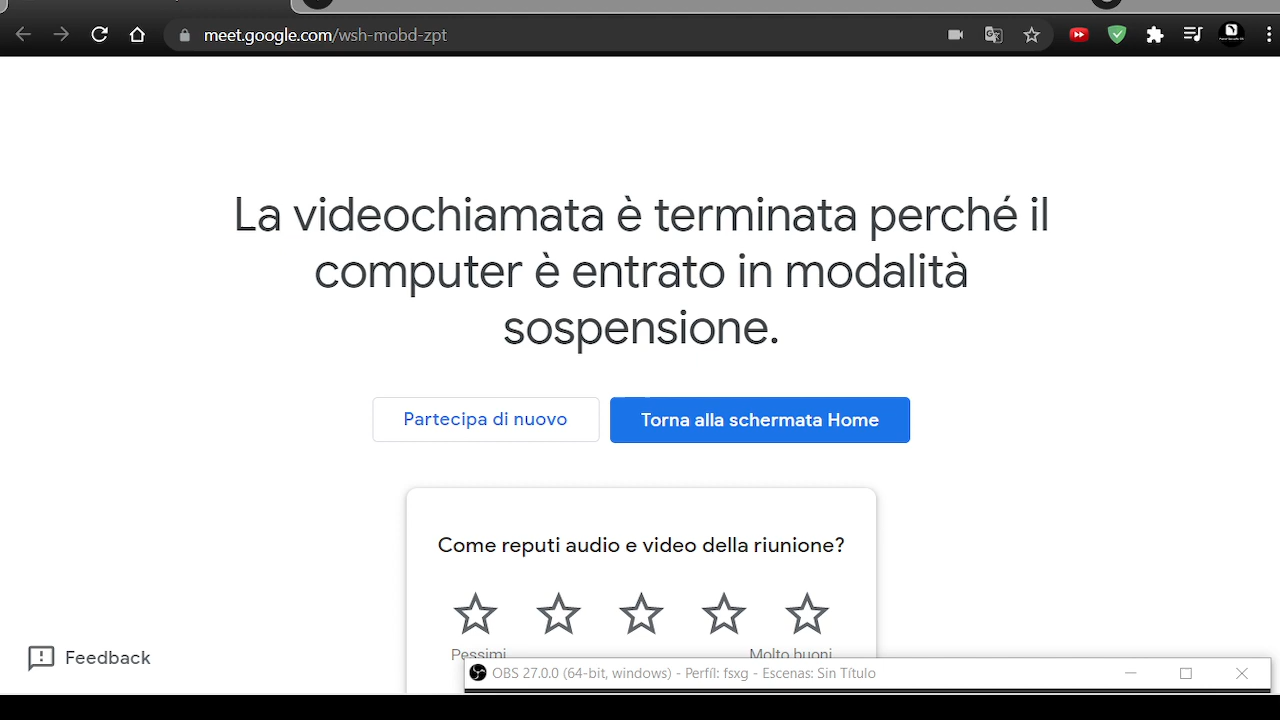 meet.google.com/wsh-mobd-zpt
La videochiamata è terminata perché il
computer è entrato in modalità
sospensione.
Partecipa di nuovo
Torna alla schermata Home
Come reputi audio e video della riunione?
Pessimi
Molto buoni
Feedback
OBS 27.0.0 (64-bit, windows) - Perfíl: fsxg - Escenas: Sin Título